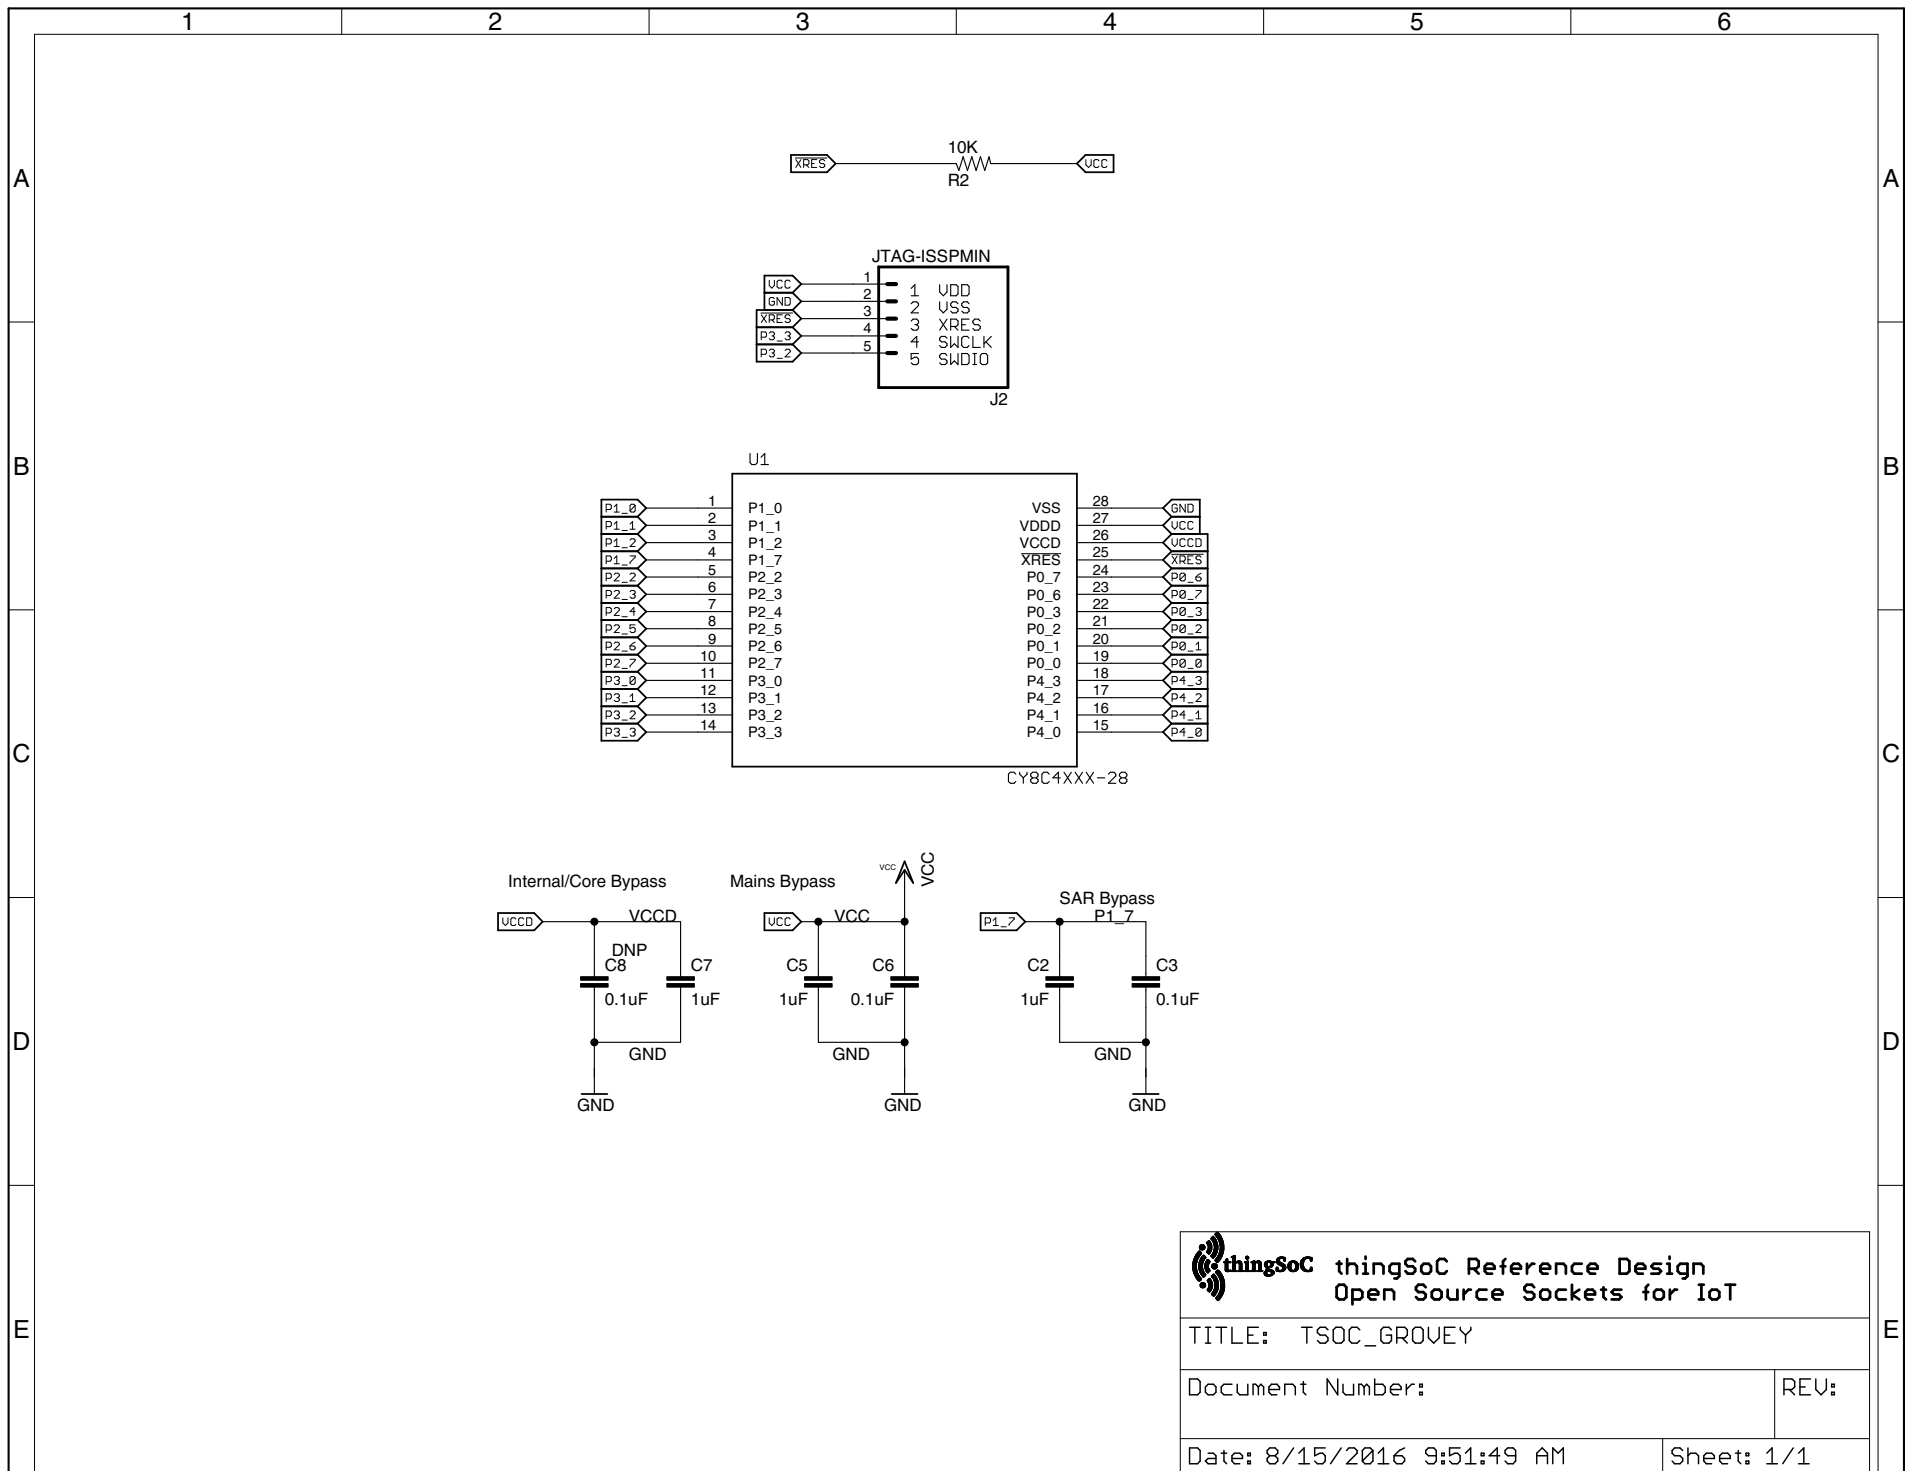 1 2 3 4 5 6
10K
XRES VCC
R2
A A
JTAG-ISSPMIN
VCC 1 1 VDD
GND 2 2 VSS
XRES 3 3 XRES
P3_3 4 4 SWCLK
P3_2 5 5 SWDIO
J2
B B
U1
P1_0 1 P1_0 VSS 28 GND
P1_1 2 P1_1 VDDD 27 VCC
P1_2 3 P1_2 VCCD 26 VCCD
P1_7 4 P1_7 XRES 25 XRES
P2_2 5 P2_2 P0_7 24 P0_6
P2_3 6 P2_3 P0_6 23 P0_7
P2_4 7 P2_4 P0_3 22 P0_3
P2_5 8 P2_5 P0_2 21 P0_2
P2_6 9 P2_6 P0_1 20 P0_1
P2_7 10 P2_7 P0_0 19 P0_0
P3_0 11 P3_0 P4_3 18 P4_3
P3_1 12 P3_1 P4_2 17 P4_2
P3_2 13 P3_2 P4_1 16 P4_1
P3_3 14 P3_3 P4_0 15 P4_0
C C
CY8C4XXX-28
VCC VCC
Internal/Core Bypass Mains Bypass
SAR Bypass
VCCD VCCD VCC VCC P1_7 P1_7
DNP
C8 C7 C5 C6 C2 C3
0.1uF 1uF 1uF 0.1uF 1uF 0.1uF
D D
GND GND GND
GND GND GND
thingSoC thingSoC Reference Design
Open Source Sockets for IoT
E E
TITLE: TSOC_GROVEY
Document Number: REV:
Date: 8/15/2016 9:51:49 AM Sheet: 1/1